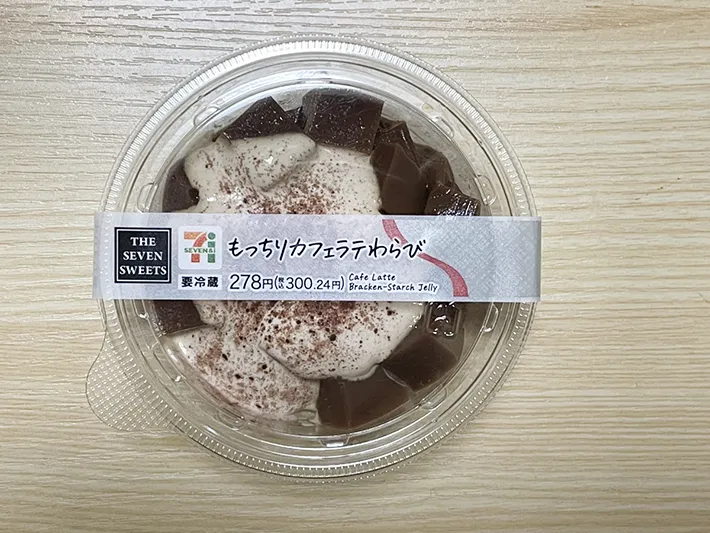 THE
SEVEN
SWEETS
SEVEN&i
要冷蔵
もっちりカフェラテわらび
278円(税込300.24円)
Cafe Latte
Bracken-Starch Jelly